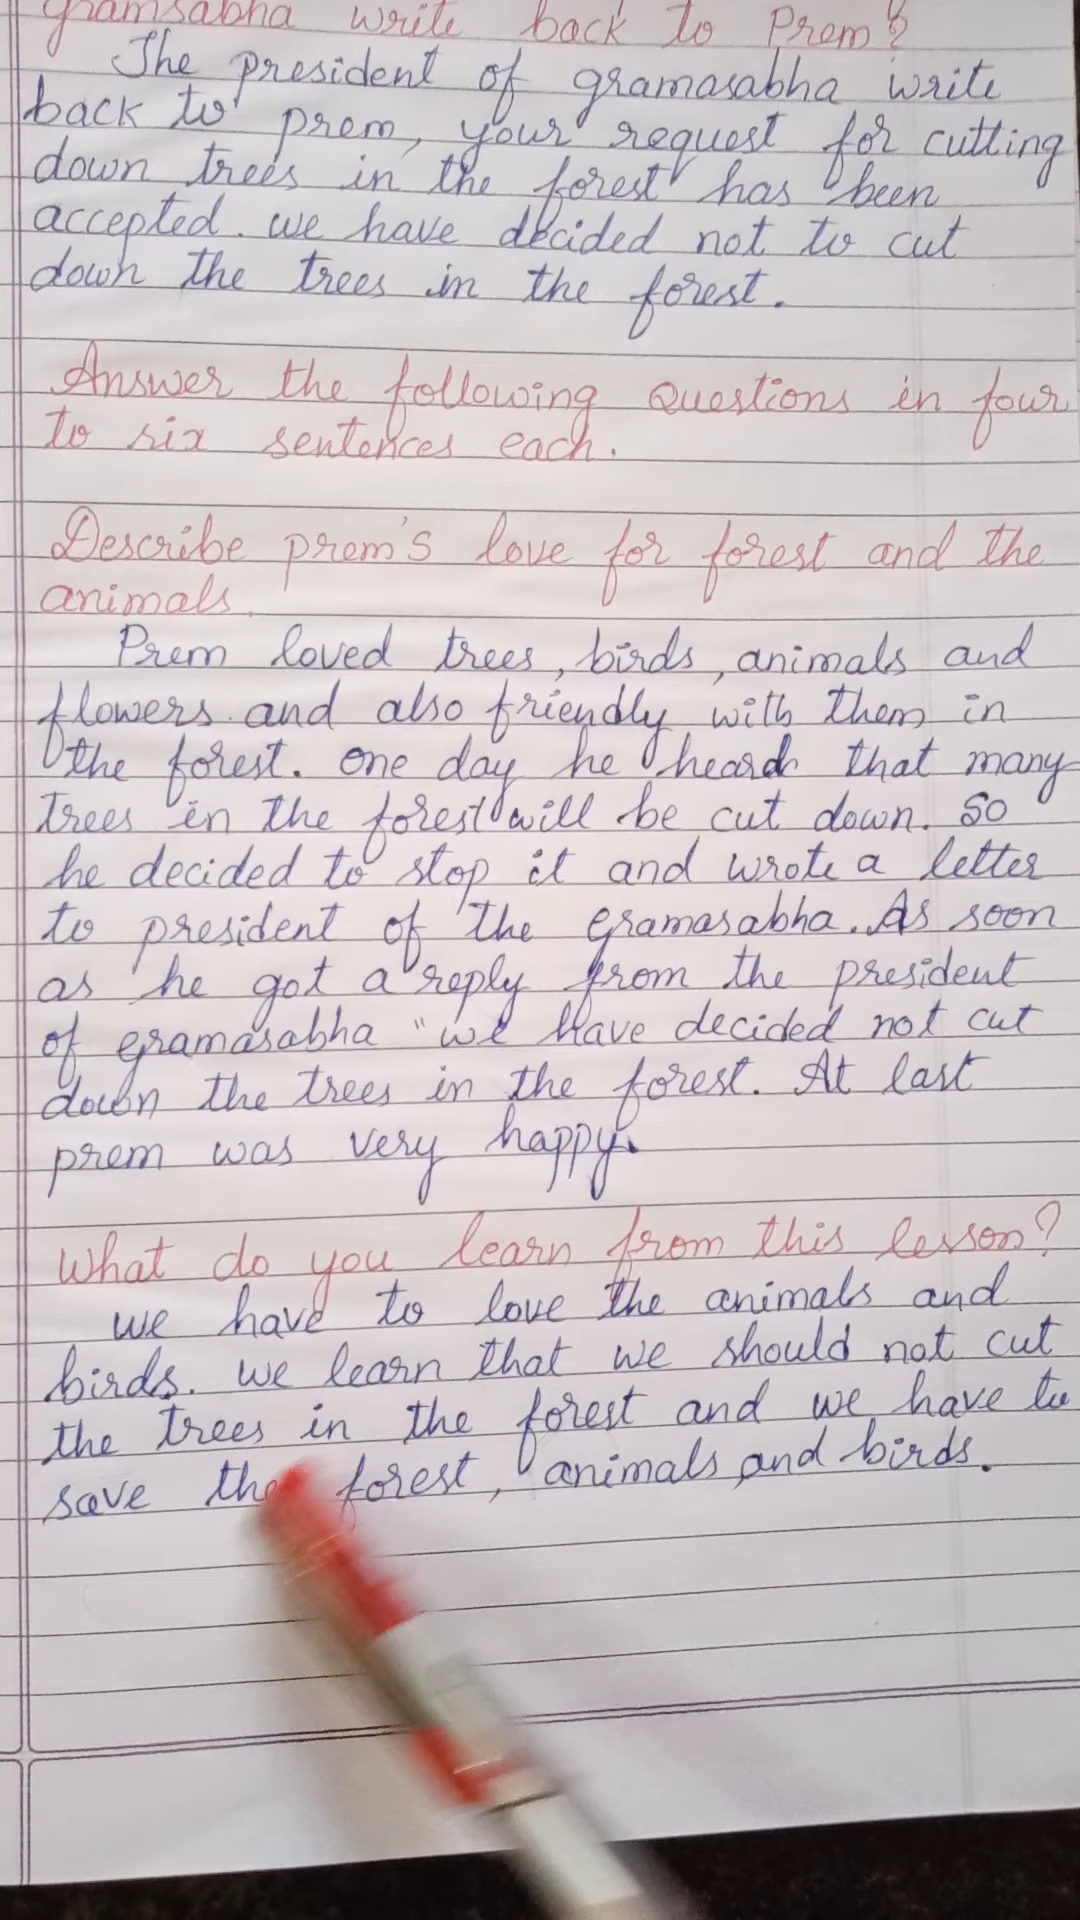 gramsabha write back to Prem?
The president of gramasabha write
back to prem, your request for cutting
down trees in the forest has been
accepted. we have decided not to cut
down the trees in the forest.
Answer the following Questions in four
to six sentences each.
Describe prem's love for forest and the
animals.
Prem loved trees, birds, animals and
flowers. and also friendly with them in
the forest. one day he heard that many
trees in the forest will be cut down. So
he decided to stop it and wrote a letter
to president of the gramasabha. As soon
as he got a reply from the president
of gramasabha "we have decided not cut
down the trees in the forest. At last
prem was very happy.
What do you learn from this lesson?
we have to love the animals and
birds. we learn that we should not cut
the trees in the forest and we have to
save the forest, animals, and birds.